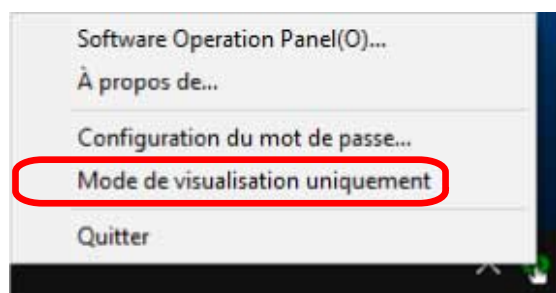 Software Operation Panel(O)...
À propos de...
Configuration du mot de passe...
Mode de visualisation uniquement
Quitter